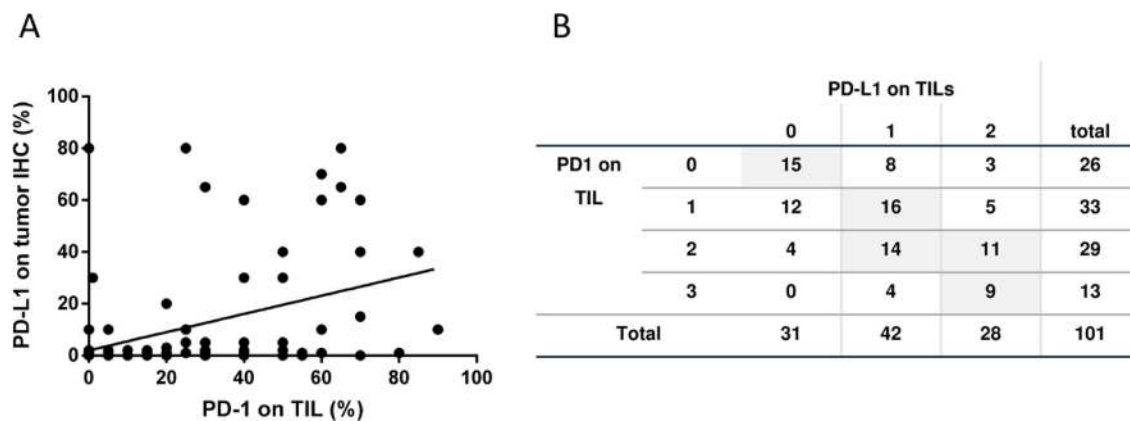 A
PD-L1 on tumor IHC (%)
100
80
60
40
20
0
0 20 40 60 80 100
PD-1 on TIL (%)
B
PD-L1 on TILs
0 1 2 total
PD1 on 0 15 8 3 26
TIL
1 12 16 5 33
2 4 14 11 29
3 0 4 9 13
Total 31 42 28 101